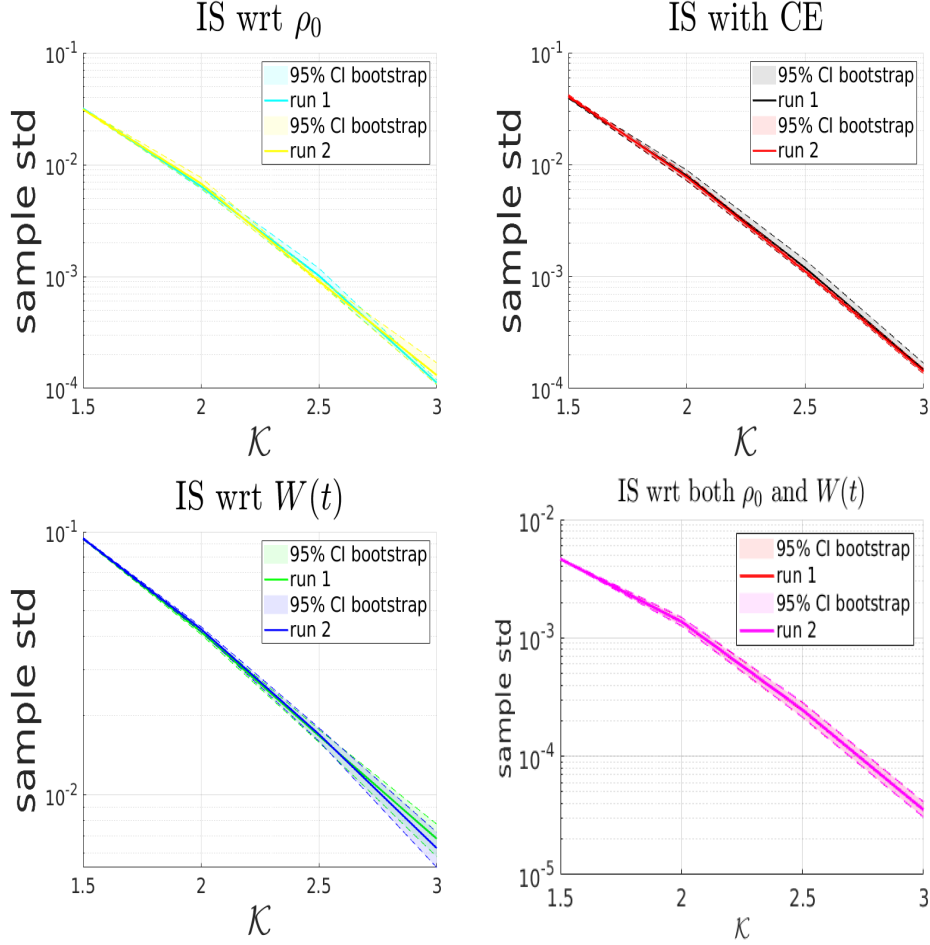 IS wrt ρ₀
10⁻¹
10⁻²
10⁻³
10⁻⁴
sample std
95% CI bootstrap
run 1
95% CI bootstrap
run 2
1.5 2 2.5 3
𝒦
IS with CE
10⁻¹
10⁻²
10⁻³
10⁻⁴
sample std
95% CI bootstrap
run 1
95% CI bootstrap
run 2
1.5 2 2.5 3
𝒦
IS wrt W(t)
10⁻¹
10⁻²
sample std
95% CI bootstrap
run 1
95% CI bootstrap
run 2
1.5 2 2.5 3
𝒦
IS wrt both ρ₀ and W(t)
10⁻²
10⁻³
10⁻⁴
10⁻⁵
sample std
95% CI bootstrap
run 1
95% CI bootstrap
run 2
1.5 2 2.5 3
𝒦